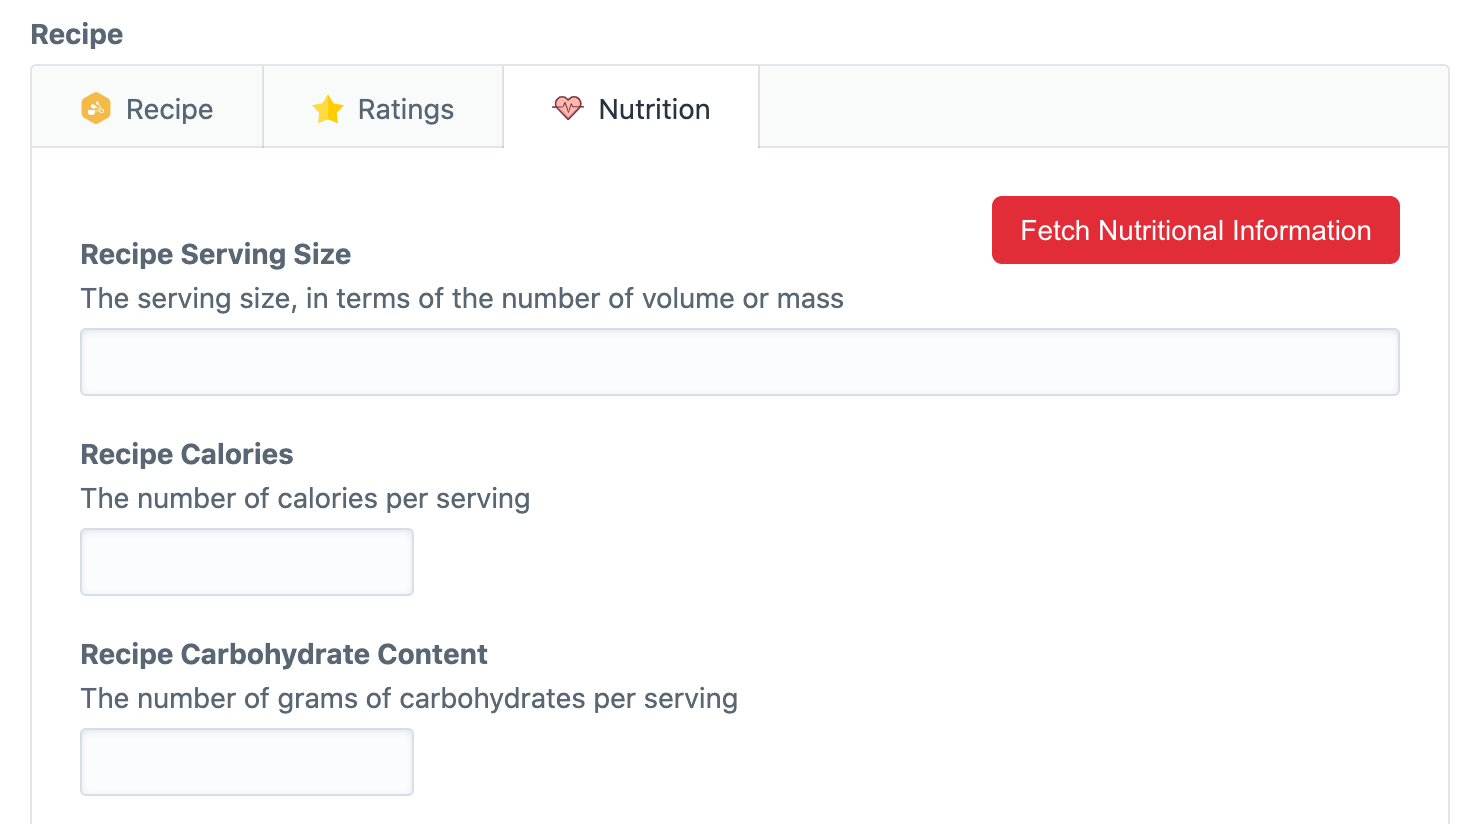 Recipe
Recipe
Ratings
Nutrition
Fetch Nutritional Information
Recipe Serving Size
The serving size, in terms of the number of volume or mass
Recipe Calories
The number of calories per serving
Recipe Carbohydrate Content
The number of grams of carbohydrates per serving